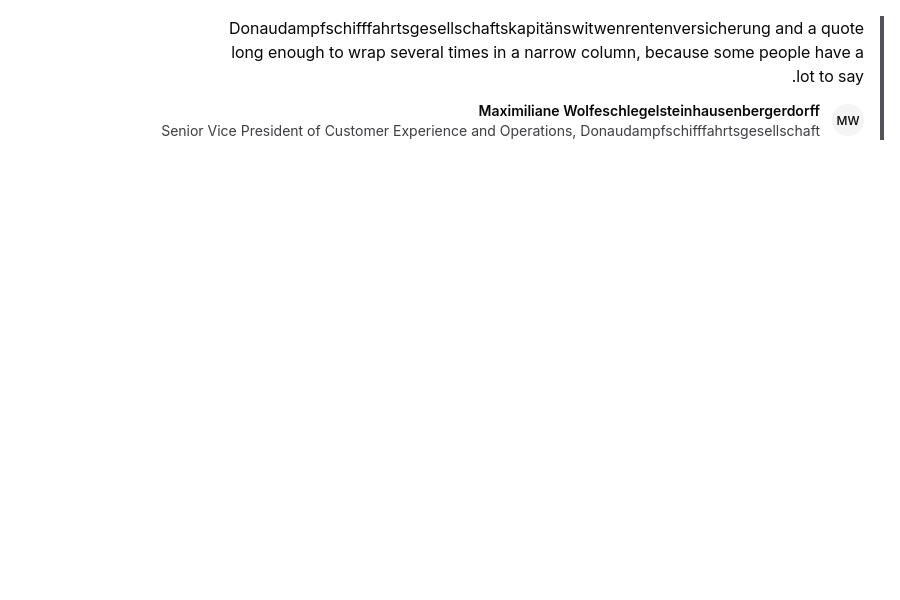 Donaudampfschifffahrtsgesellschaftskapitänswitwenrentenversicherung and a quote
long enough to wrap several times in a narrow column, because some people have a
.lot to say
MW
Maximiliane Wolfeschlegelsteinhausenbergerdorff
Senior Vice President of Customer Experience and Operations, Donaudampfschifffahrtsgesellschaft